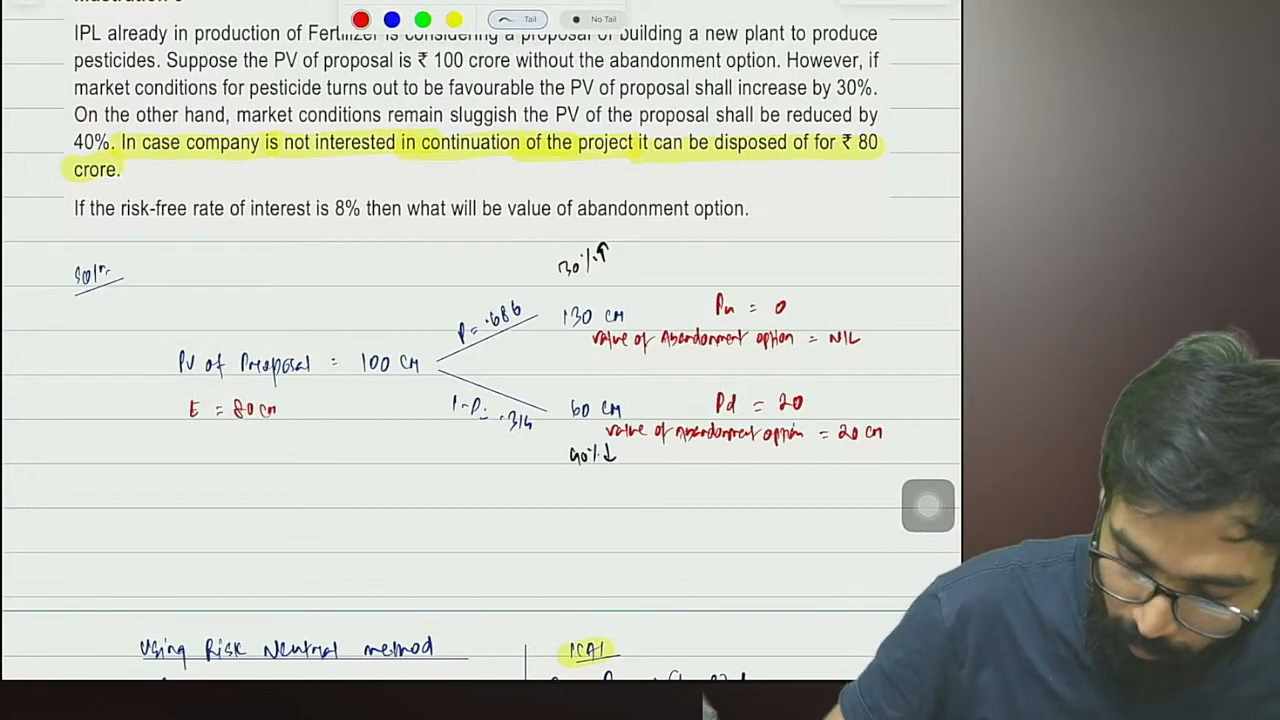 Tail
No Tail
IPL already in production of Fertilizer is considering a proposal of building a new plant to produce
pesticides. Suppose the PV of proposal is ₹ 100 crore without the abandonment option. However, if
market conditions for pesticide turns out to be favourable the PV of proposal shall increase by 30%.
On the other hand, market conditions remain sluggish the PV of the proposal shall be reduced by
40%. In case company is not interested in continuation of the project it can be disposed of for ₹ 80
crore.
If the risk-free rate of interest is 8% then what will be value of abandonment option.
Soln
30%↑
P = .686
130 cr
Pu = 0
value of Abandonment option = NIL
PV of Proposal = 100 cr
E = 80 cr
1-P = .314
60 cr
Pd = 20
value of Abandonment option = 20 cr
40%↓
Using Risk Neutral method
ICAI